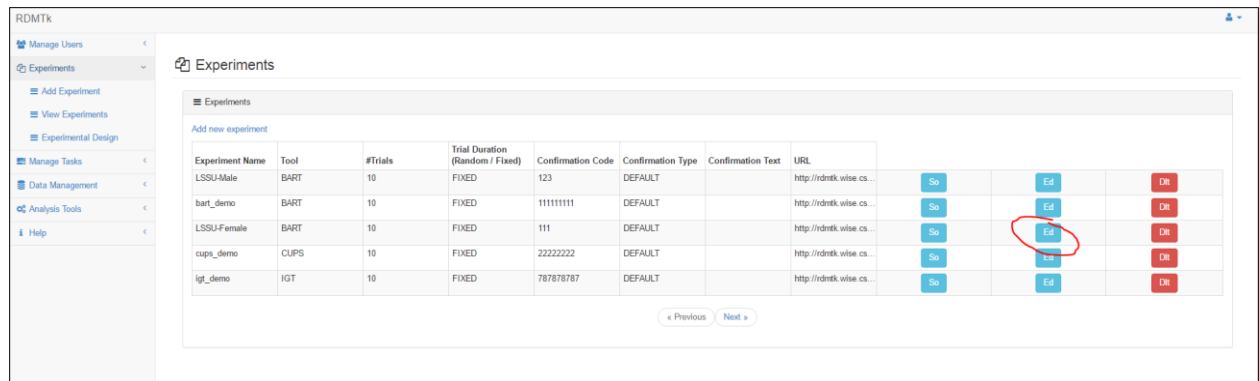 RDMTk
Manage Users
Experiments
Add Experiment
View Experiments
Experimental Design
Manage Tasks
Data Management
Analysis Tools
Help
Experiments
Experiments
Add new experiment
Experiment Name Tool #Trials Trial Duration (Random / Fixed) Confirmation Code Confirmation Type Confirmation Text URL
LSSU-Male BART 10 FIXED 123 DEFAULT http://rdmtk.wise.cs... So Ed Dlt
bart_demo BART 10 FIXED 111111111 DEFAULT http://rdmtk.wise.cs... So Ed Dlt
LSSU-Female BART 10 FIXED 111 DEFAULT http://rdmtk.wise.cs... So Ed Dlt
cups_demo CUPS 10 FIXED 22222222 DEFAULT http://rdmtk.wise.cs... So Ed Dlt
igt_demo IGT 10 FIXED 787878787 DEFAULT http://rdmtk.wise.cs... So Ed Dlt
« Previous Next »